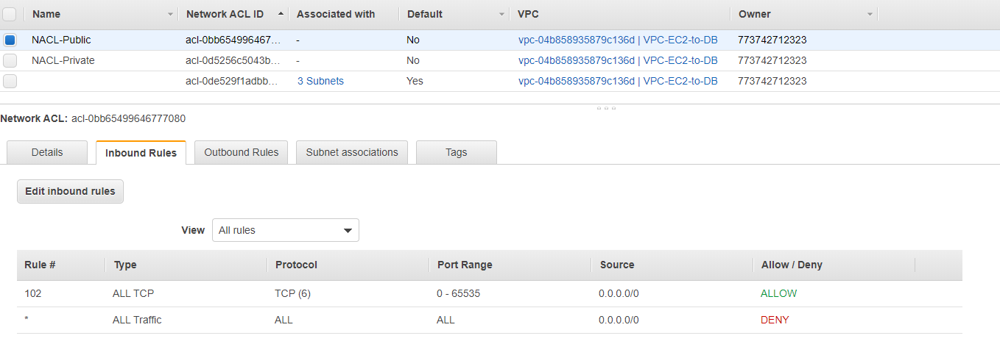 Name Network ACL ID Associated with Default VPC Owner
NACL-Public acl-0bb654996467… - No vpc-04b858935879c136d | VPC-EC2-to-DB 773742712323
NACL-Private acl-0d5256c5043b… - No vpc-04b858935879c136d | VPC-EC2-to-DB 773742712323
acl-0de529f1adbb… 3 Subnets Yes vpc-04b858935879c136d | VPC-EC2-to-DB 773742712323
Network ACL: acl-0bb65499646777080
Details Inbound Rules Outbound Rules Subnet associations Tags
Edit inbound rules
View All rules
Rule # Type Protocol Port Range Source Allow / Deny
102 ALL TCP TCP (6) 0 - 65535 0.0.0.0/0 ALLOW
* ALL Traffic ALL ALL 0.0.0.0/0 DENY